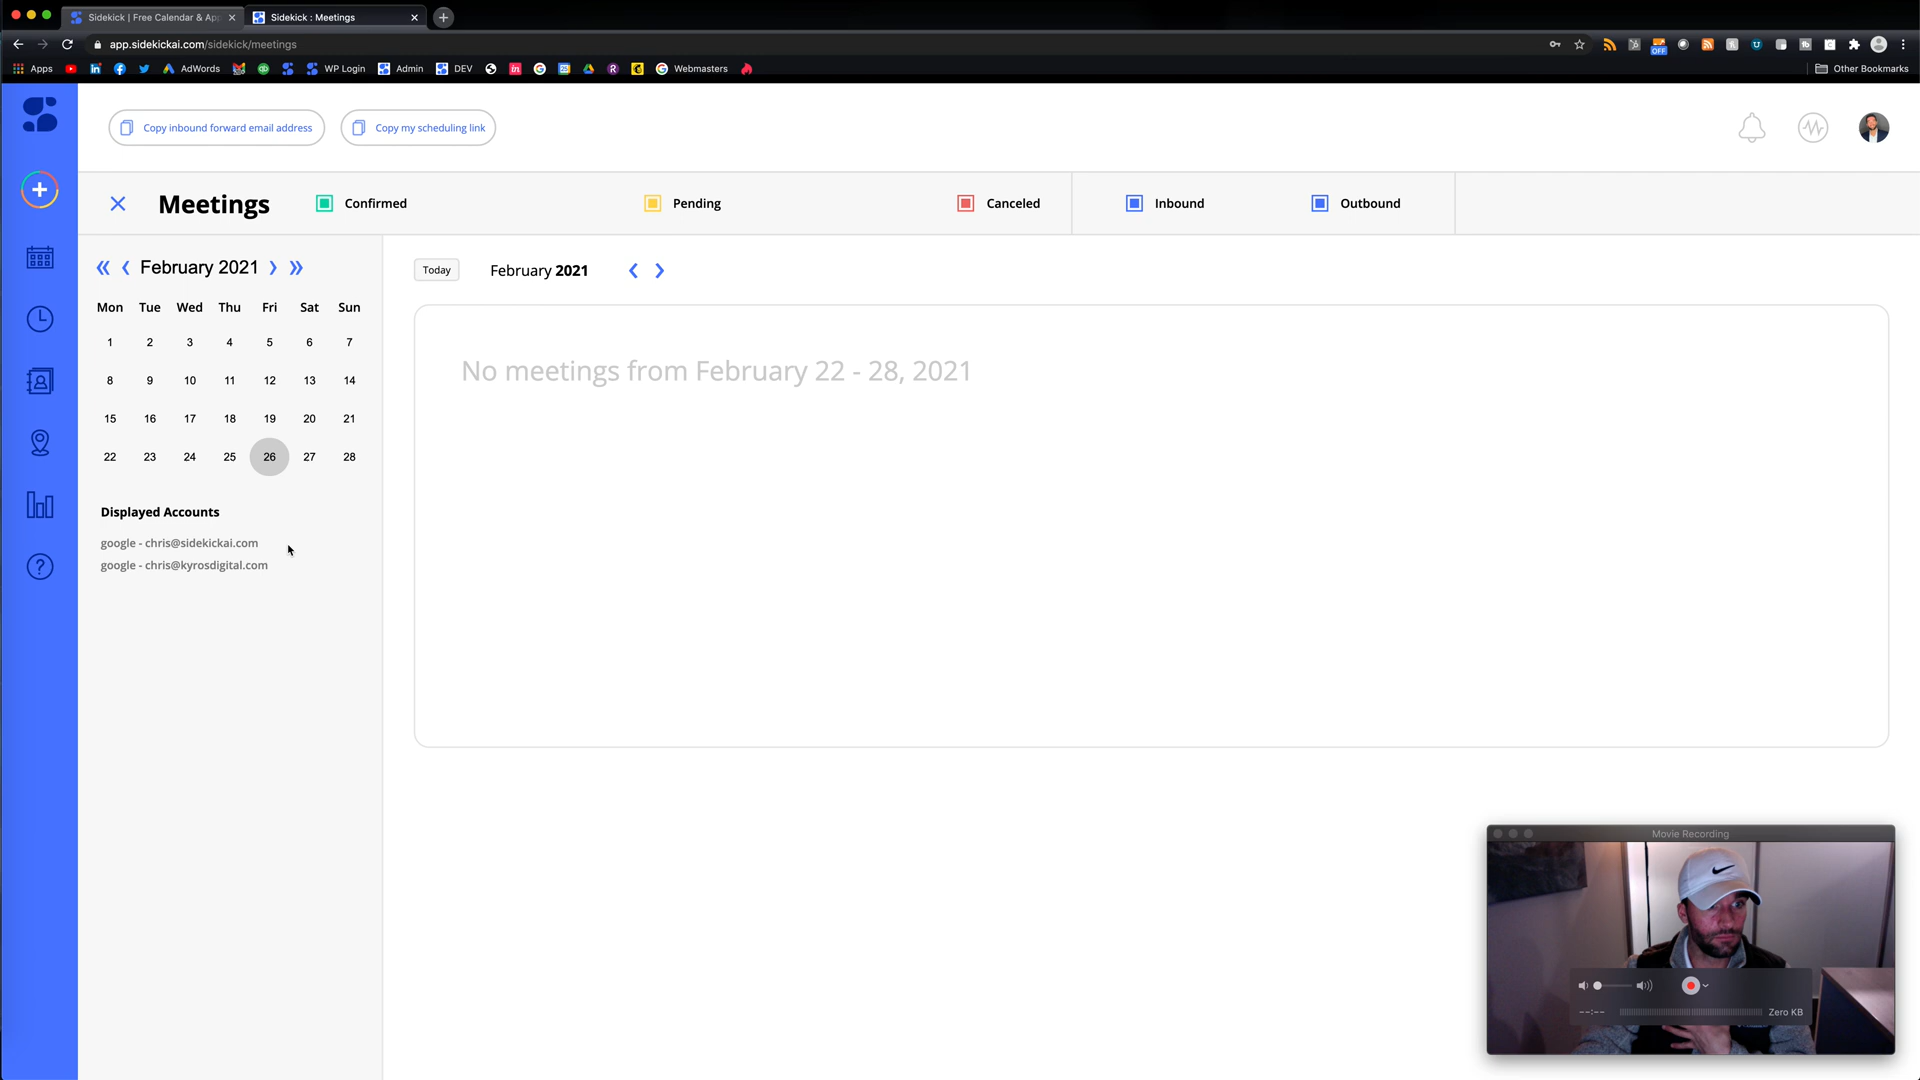 Sidekick | Free Calendar & App
Sidekick : Meetings
app.sidekickai.com/sidekick/meetings
OFF
Apps
AdWords
WP Login
Admin
DEV
Webmasters
Other Bookmarks
Copy inbound forward email address
Copy my scheduling link
Meetings
Confirmed
Pending
Canceled
Inbound
Outbound
February 2021
Mon Tue Wed Thu Fri Sat Sun
1 2 3 4 5 6 7
8 9 10 11 12 13 14
15 16 17 18 19 20 21
22 23 24 25 26 27 28
Displayed Accounts
google - chris@sidekickai.com
google - chris@kyrosdigital.com
Today
February 2021
No meetings from February 22 - 28, 2021
Movie Recording
--:--
Zero KB